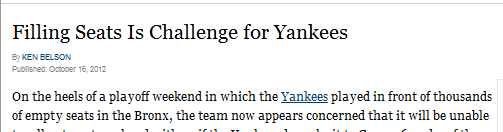 Filling Seats Is Challenge for Yankees
By KEN BELSON
Published: October 16, 2012
On the heels of a playoff weekend in which the Yankees played in front of thousands
of empty seats in the Bronx, the team now appears concerned that it will be unable